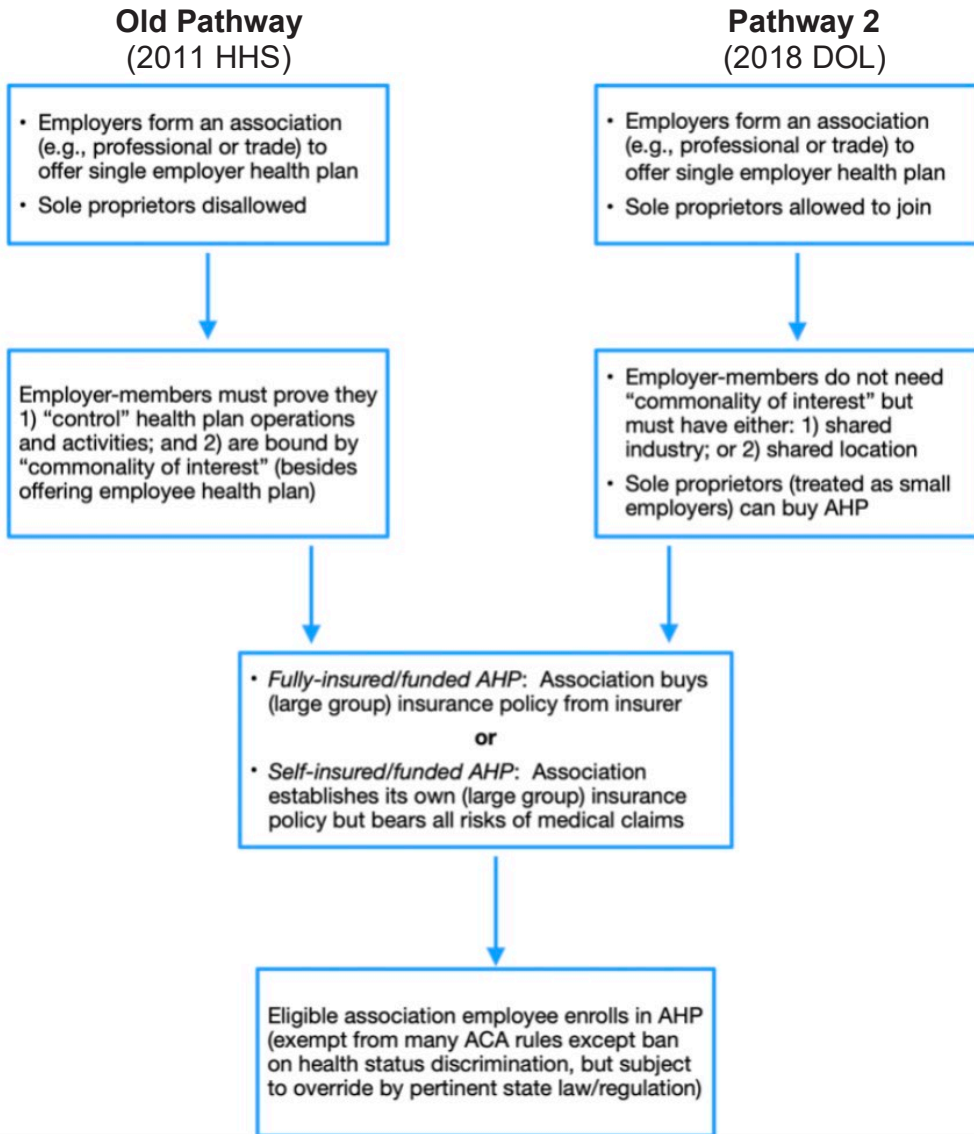 Old Pathway
(2011 HHS)
• Employers form an association
(e.g., professional or trade) to
offer single employer health plan
• Sole proprietors disallowed
Employer-members must prove they
1) “control” health plan operations
and activities; and 2) are bound by
“commonality of interest” (besides
offering employee health plan)
Pathway 2
(2018 DOL)
• Employers form an association
(e.g., professional or trade) to
offer single employer health plan
• Sole proprietors allowed to join
• Employer-members do not need
“commonality of interest” but
must have either: 1) shared
industry; or 2) shared location
• Sole proprietors (treated as small
employers) can buy AHP
• Fully-insured/funded AHP: Association buys
(large group) insurance policy from insurer
or
• Self-insured/funded AHP: Association
establishes its own (large group) insurance
policy but bears all risks of medical claims
Eligible association employee enrolls in AHP
(exempt from many ACA rules except ban
on health status discrimination, but subject
to override by pertinent state law/regulation)